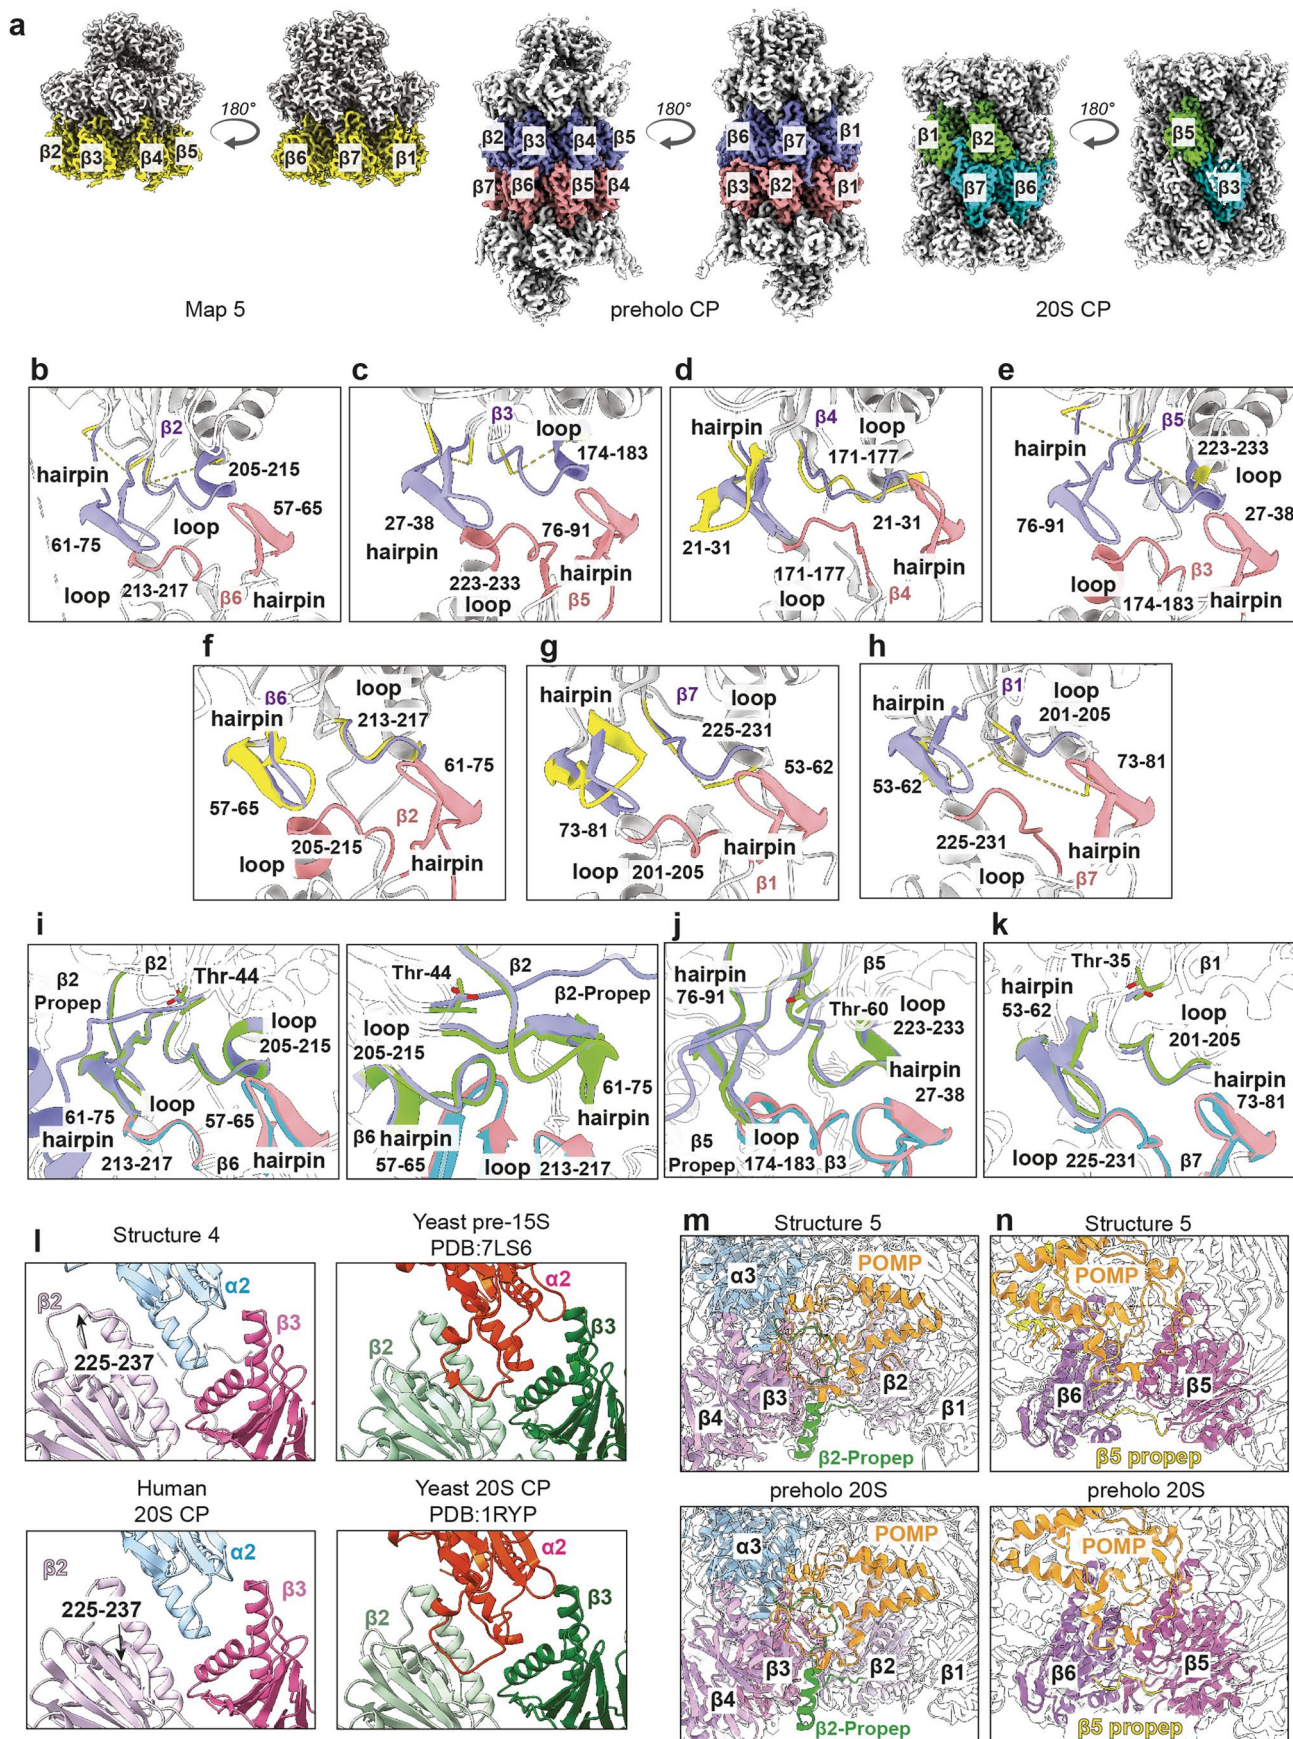 a
180°
180°
180°
β2
β3
β4
β5
β6
β7
β1
β2
β3
β4
β5
β7
β6
β5
β4
β6
β7
β1
β3
β2
β1
β1
β2
β7
β6
β5
β3
Map 5
preholo CP
20S CP
b
β2
hairpin
205-215
57-65
loop
61-75
213-217
loop
β6
hairpin
c
β3
loop
174-183
27-38
76-91
hairpin
223-233
hairpin
loop
β5
d
hairpin
β4
loop
171-177
21-31
21-31
171-177
hairpin
loop
β4
e
β5
hairpin
223-233
loop
27-38
76-91
loop
β3
174-183
hairpin
f
β6
loop
hairpin
213-217
61-75
57-65
β2
205-215
loop
hairpin
g
hairpin
β7
loop
225-231
53-62
73-81
hairpin
loop
201-205
β1
h
β1
loop
hairpin
201-205
73-81
53-62
225-231
hairpin
loop
β7
i
β2
β2
Propep
Thr-44
loop
205-215
61-75
loop
57-65
hairpin
213-217
β6
hairpin
Thr-44
β2
β2-Propep
loop
205-215
61-75
β6
hairpin
hairpin
57-65
loop
213-217
j
hairpin
76-91
β5
Thr-60
loop
223-233
hairpin
27-38
β5
loop
Propep
174-183
β3
k
Thr-35
hairpin
β1
53-62
loop
201-205
hairpin
73-81
loop
225-231
β7
l
Structure 4
β2
α2
β3
225-237
Yeast pre-15S
PDB:7LS6
α2
β3
β2
Human
20S CP
β2
α2
β3
225-237
Yeast 20S CP
PDB:1RYP
α2
β3
β2
m
Structure 5
α3
POMP
β4
β3
β2
β1
β2-Propep
preholo 20S
α3
POMP
β3
β2
β1
β4
β2-Propep
n
Structure 5
POMP
β6
β5
β5 propep
preholo 20S
POMP
β6
β5
β5 propep